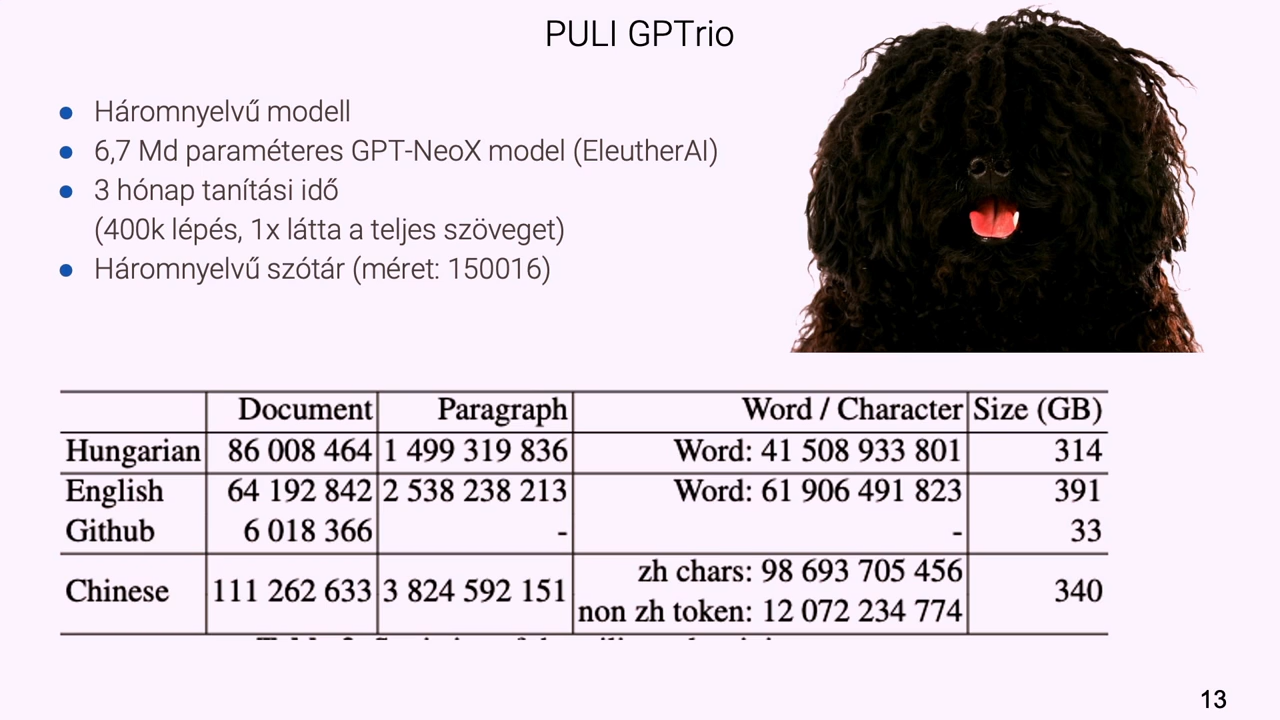 PULI GPTrio
● Háromnyelvű modell
● 6,7 Md paraméteres GPT-NeoX model (EleutherAI)
● 3 hónap tanítási idő
(400k lépés, 1x látta a teljes szöveget)
● Háromnyelvű szótár (méret: 150016)
Document Paragraph Word / Character Size (GB)
Hungarian 86 008 464 1 499 319 836 Word: 41 508 933 801 314
English 64 192 842 2 538 238 213 Word: 61 906 491 823 391
Github 6 018 366 - - 33
Chinese 111 262 633 3 824 592 151 zh chars: 98 693 705 456 340
non zh token: 12 072 234 774
13